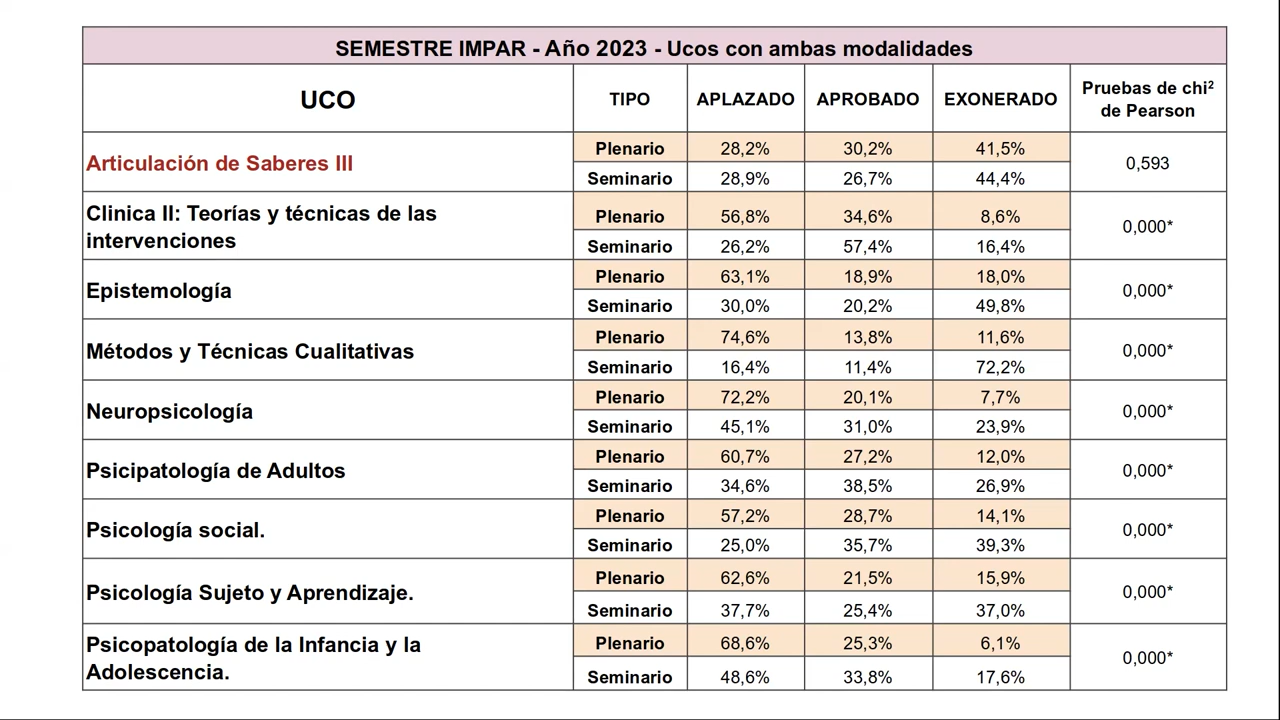 SEMESTRE IMPAR - Año 2023 - Ucos con ambas modalidades
UCO TIPO APLAZADO APROBADO EXONERADO Pruebas de chi² de Pearson
Articulación de Saberes III
Plenario 28,2% 30,2% 41,5%
0,593
Seminario 28,9% 26,7% 44,4%
Clinica II: Teorías y técnicas de las
intervenciones
Plenario 56,8% 34,6% 8,6%
0,000*
Seminario 26,2% 57,4% 16,4%
Epistemología
Plenario 63,1% 18,9% 18,0%
0,000*
Seminario 30,0% 20,2% 49,8%
Métodos y Técnicas Cualitativas
Plenario 74,6% 13,8% 11,6%
0,000*
Seminario 16,4% 11,4% 72,2%
Neuropsicología
Plenario 72,2% 20,1% 7,7%
0,000*
Seminario 45,1% 31,0% 23,9%
Psicipatología de Adultos
Plenario 60,7% 27,2% 12,0%
0,000*
Seminario 34,6% 38,5% 26,9%
Psicología social.
Plenario 57,2% 28,7% 14,1%
0,000*
Seminario 25,0% 35,7% 39,3%
Psicología Sujeto y Aprendizaje.
Plenario 62,6% 21,5% 15,9%
0,000*
Seminario 37,7% 25,4% 37,0%
Psicopatología de la Infancia y la
Adolescencia.
Plenario 68,6% 25,3% 6,1%
0,000*
Seminario 48,6% 33,8% 17,6%